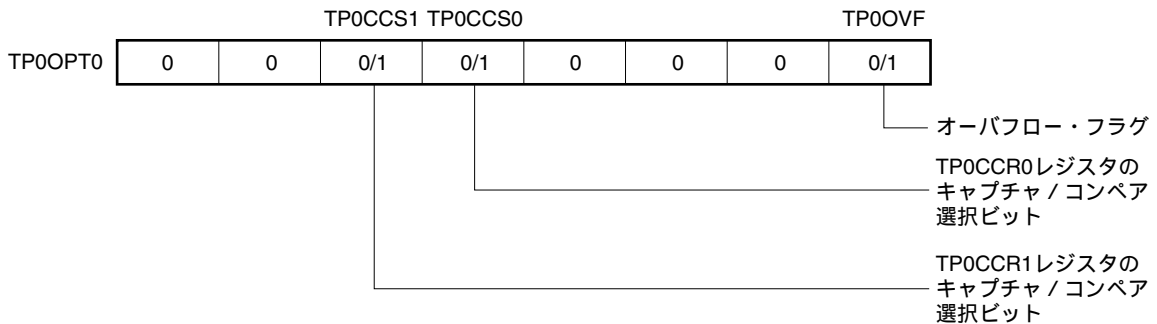 TP0CCS1 TP0CCS0 TP0OVF
TP0OPT0 0 0 0/1 0/1 0 0 0 0/1
オーバフロー・フラグ
TP0CCR0レジスタの
キャプチャ／コンペア
選択ビット
TP0CCR1レジスタの
キャプチャ／コンペア
選択ビット